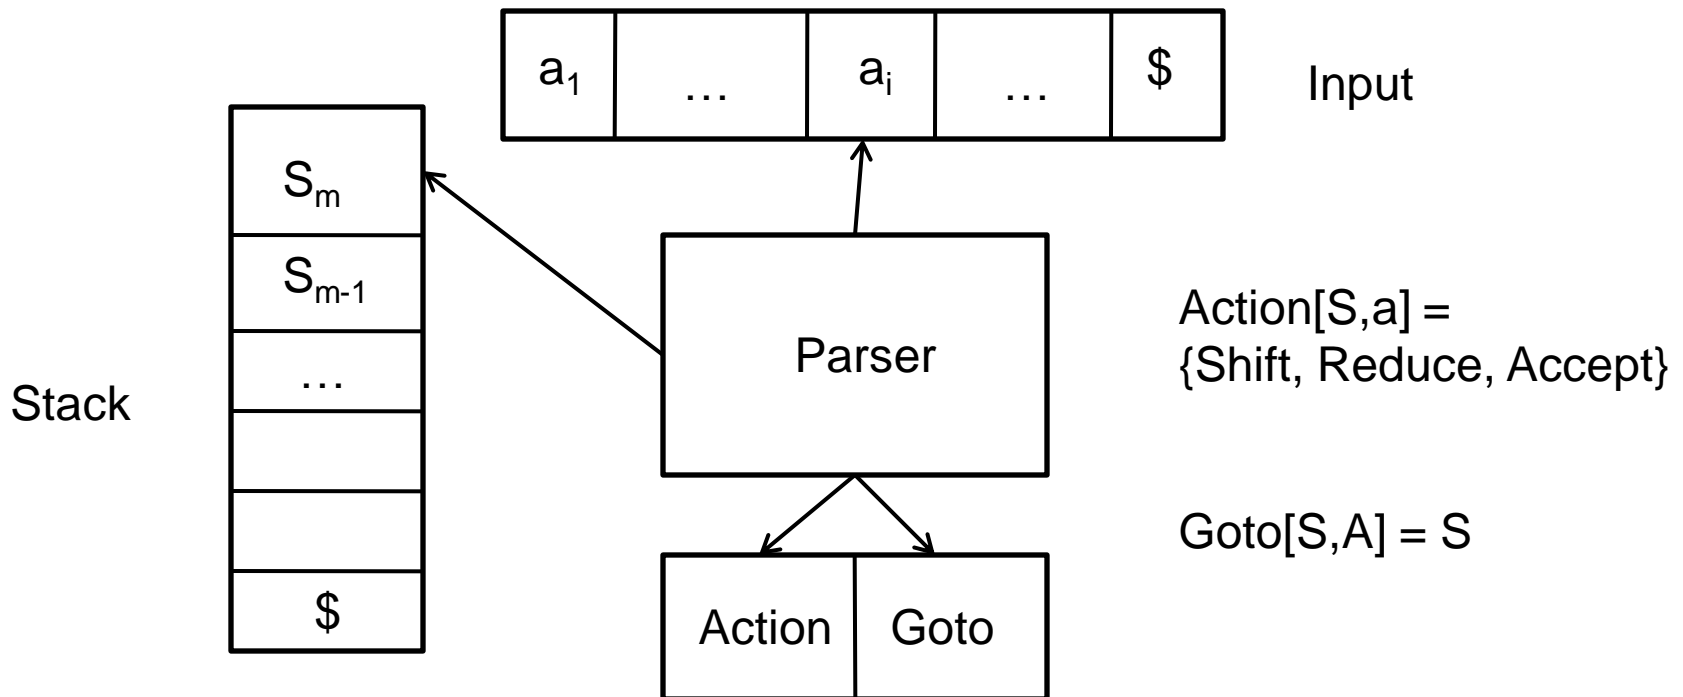 a₁ … aᵢ … $ Input
Sₘ
Sₘ₋₁
…
$
Stack
Parser
Action[S,a] =
{Shift, Reduce, Accept}
Goto[S,A] = S
Action Goto